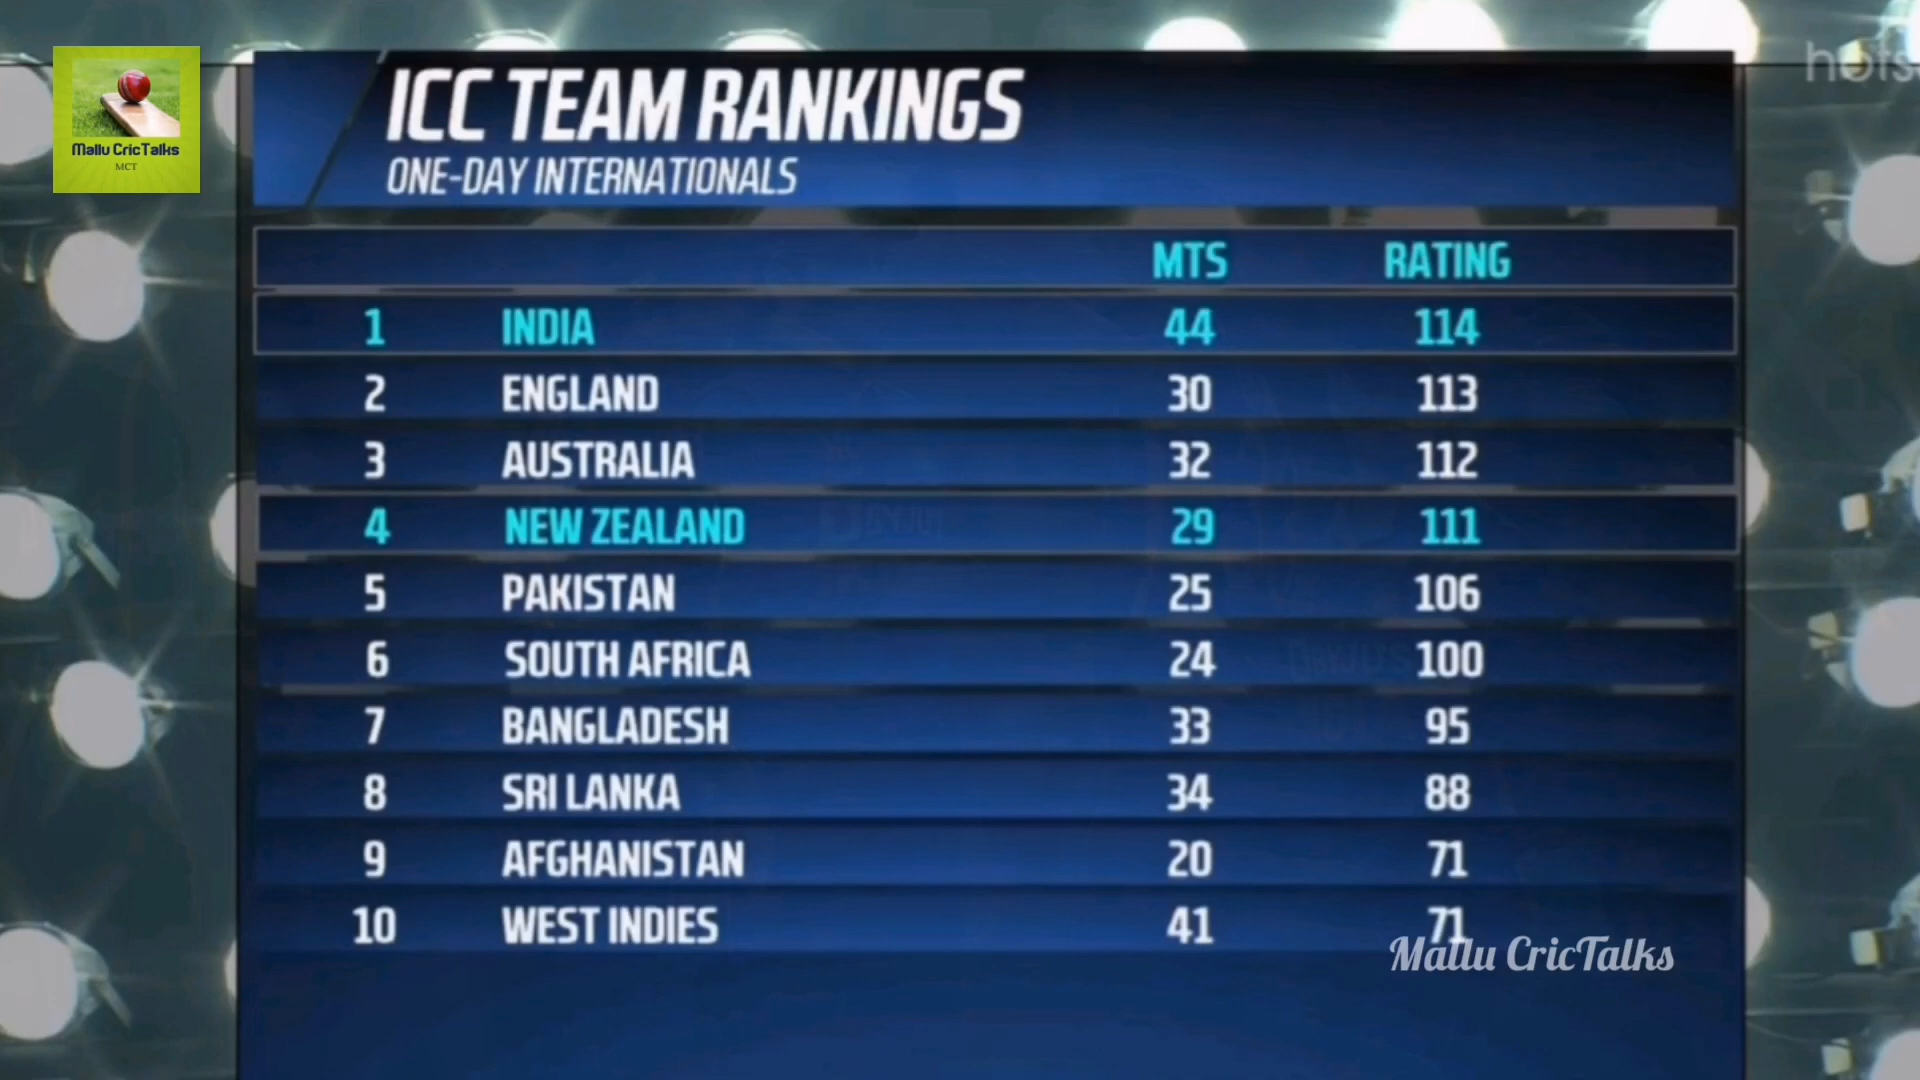 Mallu CricTalks
MCT
hots
ICC TEAM RANKINGS
ONE-DAY INTERNATIONALS
MTS RATING
1 INDIA 44 114
2 ENGLAND 30 113
3 AUSTRALIA 32 112
4 NEW ZEALAND 29 111
5 PAKISTAN 25 106
6 SOUTH AFRICA 24 100
7 BANGLADESH 33 95
8 SRI LANKA 34 88
9 AFGHANISTAN 20 71
10 WEST INDIES 41 71
Mallu CricTalks